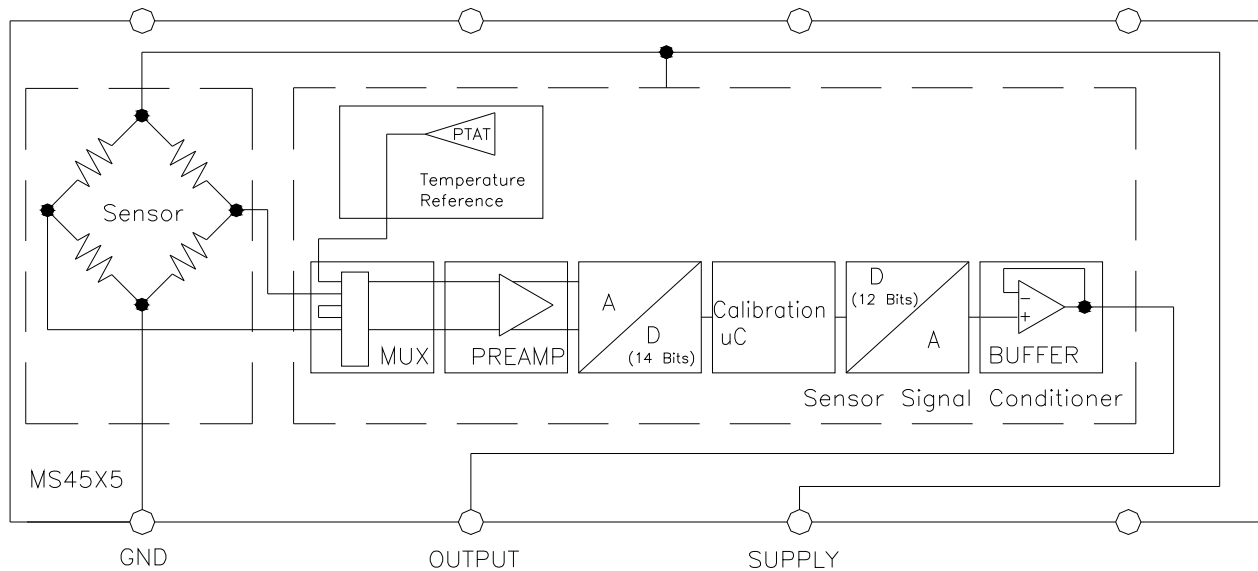 PTAT
Temperature
Reference
Sensor
A
D
(14 Bits)
Calibration
uC
D
(12 Bits)
A
−
+
MUX
PREAMP
BUFFER
Sensor Signal Conditioner
MS45X5
GND
OUTPUT
SUPPLY